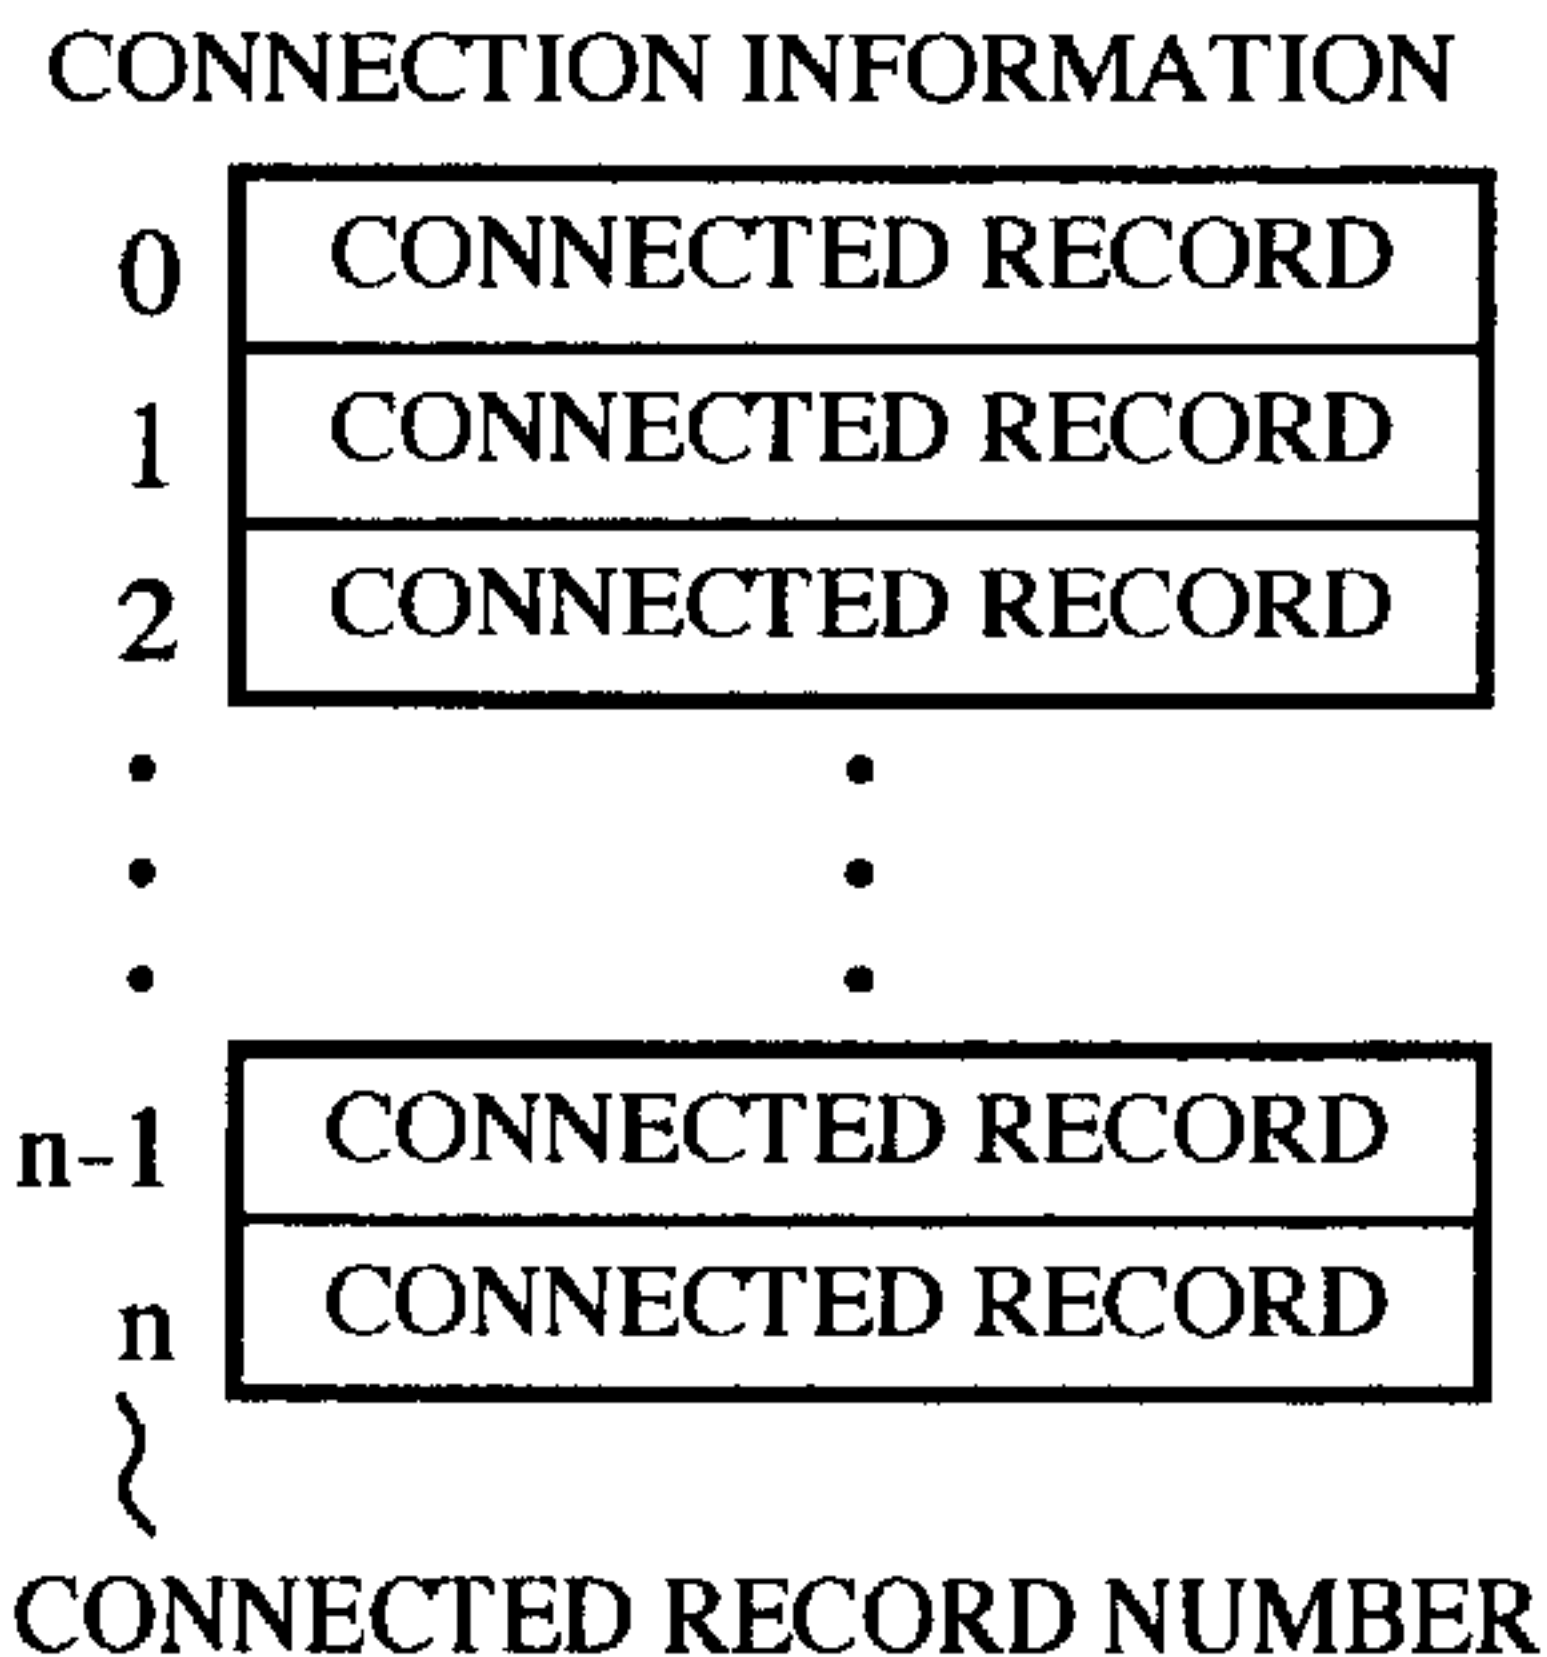 CONNECTION INFORMATION
0 CONNECTED RECORD
1 CONNECTED RECORD
2 CONNECTED RECORD
n-1 CONNECTED RECORD
n CONNECTED RECORD
CONNECTED RECORD NUMBER